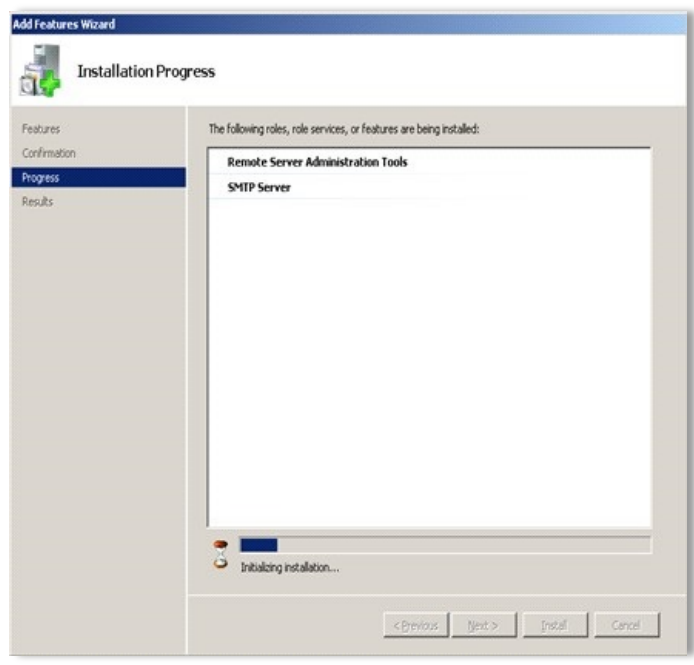 Add Features Wizard
Installation Progress
Features
Confirmation
Progress
Results
The following roles, role services, or features are being installed:
Remote Server Administration Tools
SMTP Server
Initializing installation...
< Previous
Next >
Install
Cancel